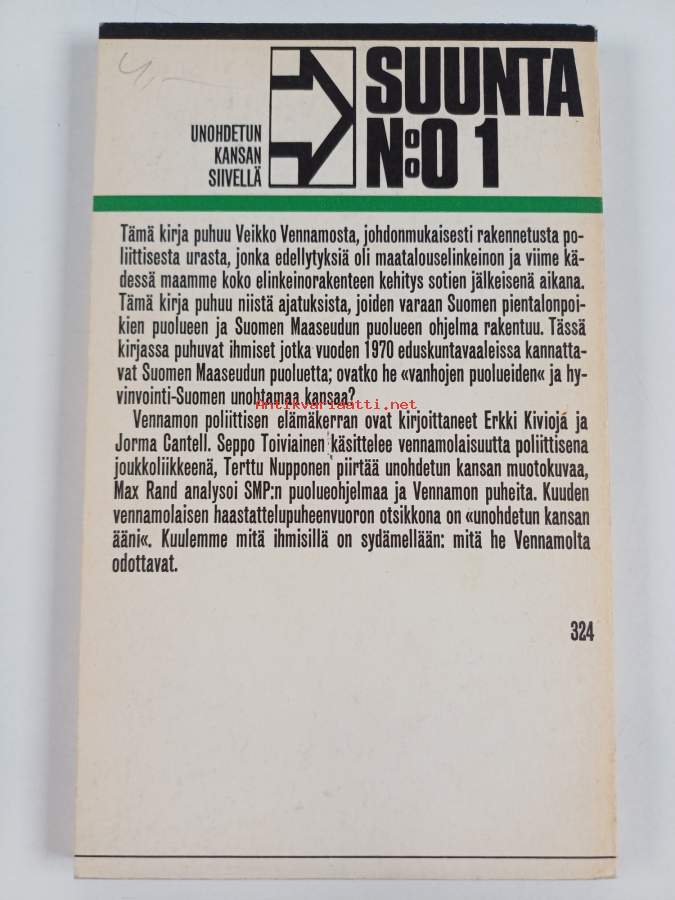 4,-
UNOHDETUN
KANSAN
SIIVELLÄ
SUUNTA
N:O 1
Tämä kirja puhuu Veikko Vennamosta, johdonmukaisesti rakennetusta po-
liittisesta urasta, jonka edellytyksiä oli maatalouselinkeinon ja viime kä-
dessä maamme koko elinkeinorakenteen kehitys sotien jälkeisenä aikana.
Tämä kirja puhuu niistä ajatuksista, joiden varaan Suomen pientalonpoi-
kien puolueen ja Suomen Maaseudun puolueen ohjelma rakentuu. Tässä
kirjassa puhuvat ihmiset jotka vuoden 1970 eduskuntavaaleissa kannatta-
vat Suomen Maaseudun puoluetta; ovatko he «vanhojen puolueiden« ja hy-
vinvointi-Suomen unohtamaa kansaa?
Antikvariaatti.net
Vennamon poliittisen elämäkerran ovat kirjoittaneet Erkki Kivioja ja
Jorma Cantell. Seppo Toiviainen käsittelee vennamolaisuutta poliittisena
joukkoliikkeenä, Terttu Nupponen piirtää unohdetun kansan muotokuvaa,
Max Rand analysoi SMP:n puolueohjelmaa ja Vennamon puheita. Kuuden
vennamolaisen haastattelupuheenvuoron otsikkona on «unohdetun kansan
ääni«. Kuulemme mitä ihmisillä on sydämellään: mitä he Vennamolta
odottavat.
324